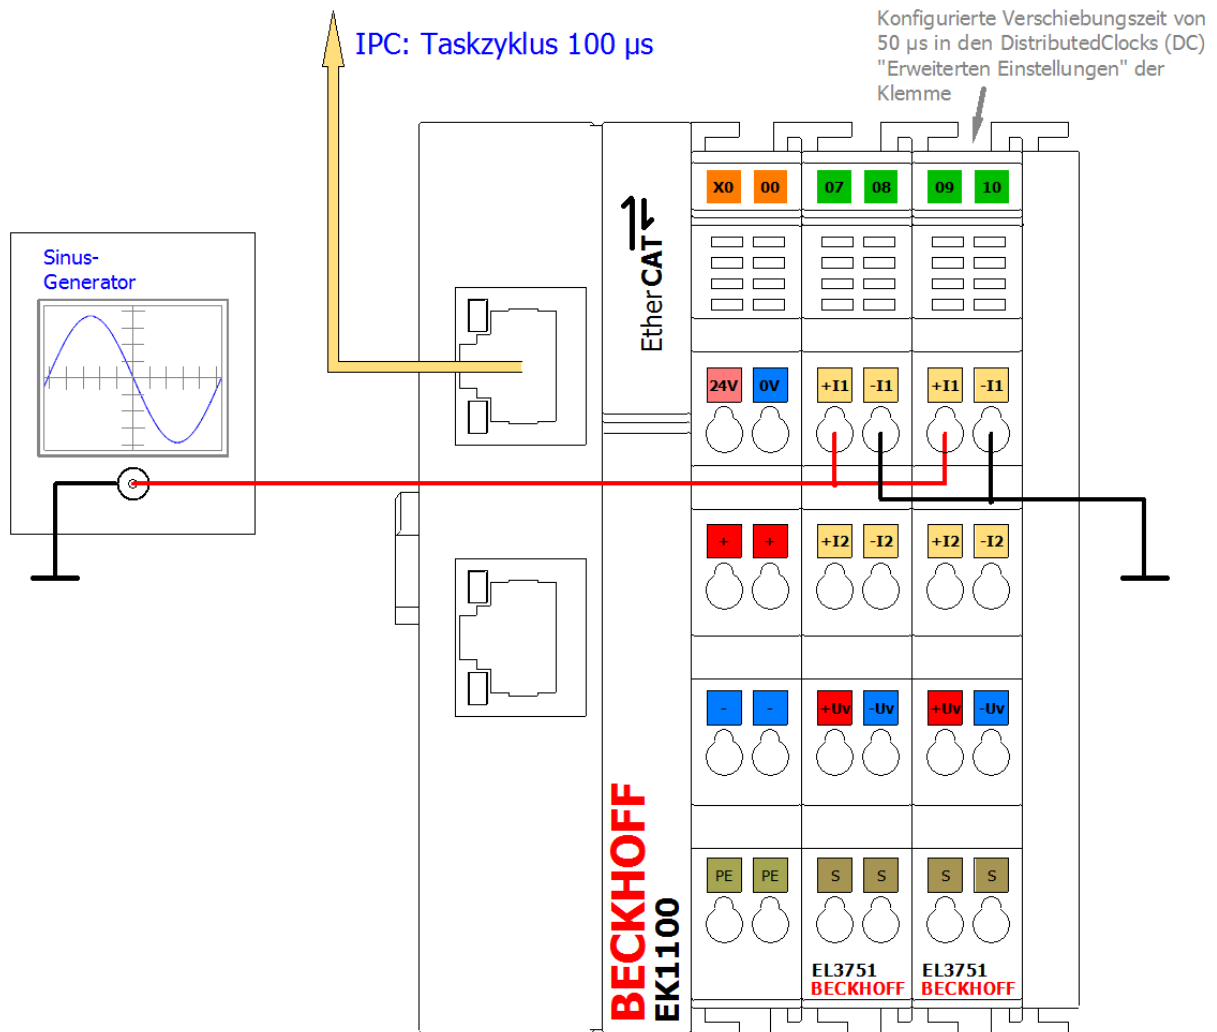 IPC: Taskzyklus 100 µs
Konfigurierte Verschiebungszeit von
50 µs in den DistributedClocks (DC)
"Erweiterten Einstellungen" der
Klemme
X0 00 07 08 09 10
Sinus-
Generator
EtherCAT
24V 0V +I1 -I1 +I1 -I1
+ + +I2 -I2 +I2 -I2
- - +Uv -Uv +Uv -Uv
PE PE S S S S
BECKHOFF
EK1100
EL3751
BECKHOFF
EL3751
BECKHOFF